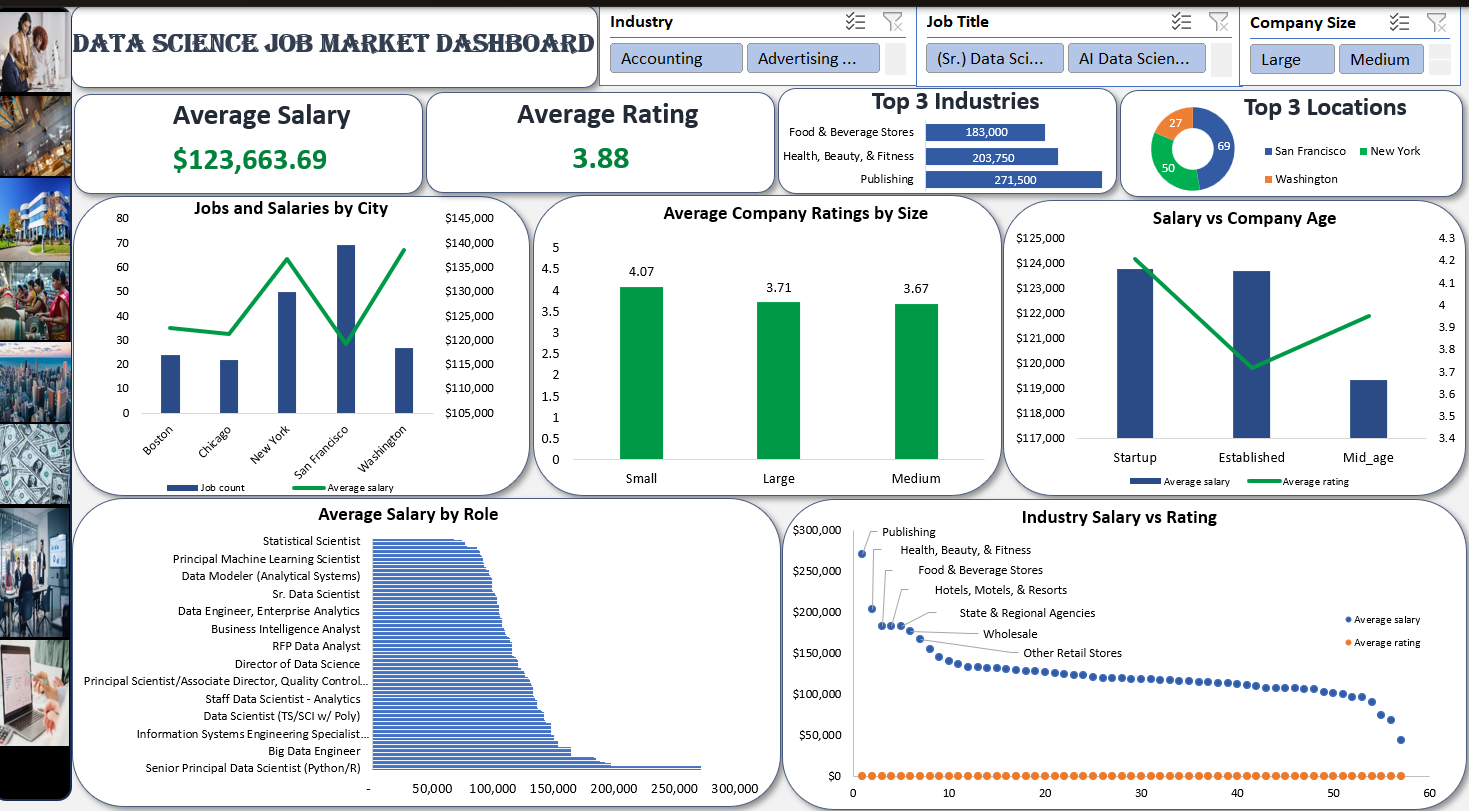 DATA SCIENCE JOB MARKET DASHBOARD
Industry
Accounting
Advertising ...
Job Title
(Sr.) Data Sci...
AI Data Scien...
Company Size
Large
Medium
Average Salary
$123,663.69
Average Rating
3.88
Top 3 Industries
Food & Beverage Stores
183,000
Health, Beauty, & Fitness
203,750
Publishing
271,500
Top 3 Locations
27
69
50
San Francisco
New York
Washington
Jobs and Salaries by City
80
70
60
50
40
30
20
10
0
$145,000
$140,000
$135,000
$130,000
$125,000
$120,000
$115,000
$110,000
$105,000
Boston
Chicago
New York
San Francisco
Washington
Job count
Average salary
Average Company Ratings by Size
5
4.5
4
3.5
3
2.5
2
1.5
1
0.5
0
4.07
3.71
3.67
Small
Large
Medium
Salary vs Company Age
$125,000
$124,000
$123,000
$122,000
$121,000
$120,000
$119,000
$118,000
$117,000
4.3
4.2
4.1
4
3.9
3.8
3.7
3.6
3.5
3.4
Startup
Established
Mid_age
Average salary
Average rating
Average Salary by Role
Statistical Scientist
Principal Machine Learning Scientist
Data Modeler (Analytical Systems)
Sr. Data Scientist
Data Engineer, Enterprise Analytics
Business Intelligence Analyst
RFP Data Analyst
Director of Data Science
Principal Scientist/Associate Director, Quality Control...
Staff Data Scientist - Analytics
Data Scientist (TS/SCI w/ Poly)
Information Systems Engineering Specialist...
Big Data Engineer
Senior Principal Data Scientist (Python/R)
-
50,000
100,000
150,000
200,000
250,000
300,000
Industry Salary vs Rating
$300,000
$250,000
$200,000
$150,000
$100,000
$50,000
$0
Publishing
Health, Beauty, & Fitness
Food & Beverage Stores
Hotels, Motels, & Resorts
State & Regional Agencies
Wholesale
Other Retail Stores
Average salary
Average rating
0
10
20
30
40
50
60